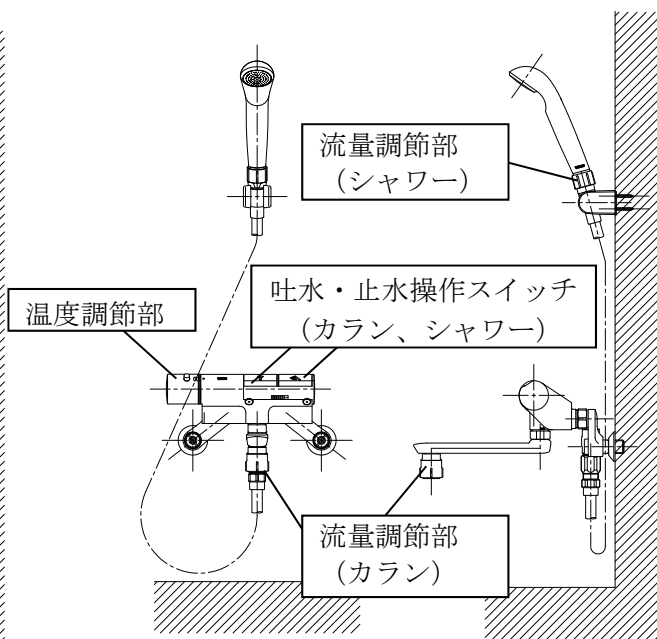 流量調節部
（シャワー）
吐水・止水操作スイッチ
（カラン、シャワー）
温度調節部
流量調節部
（カラン）